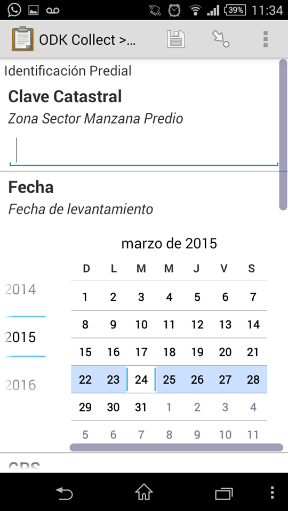 39% 11:34
ODK Collect >...
Identificación Predial
Clave Catastral
Zona Sector Manzana Predio
Fecha
Fecha de levantamiento
marzo de 2015
D L M M J V S
2014
1 2 3 4 5 6 7
8 9 10 11 12 13 14
2015
15 16 17 18 19 20 21
2016
22 23 24 25 26 27 28
29 30 31 1 2 3 4
5 6 7 8 9 10 11
GPS